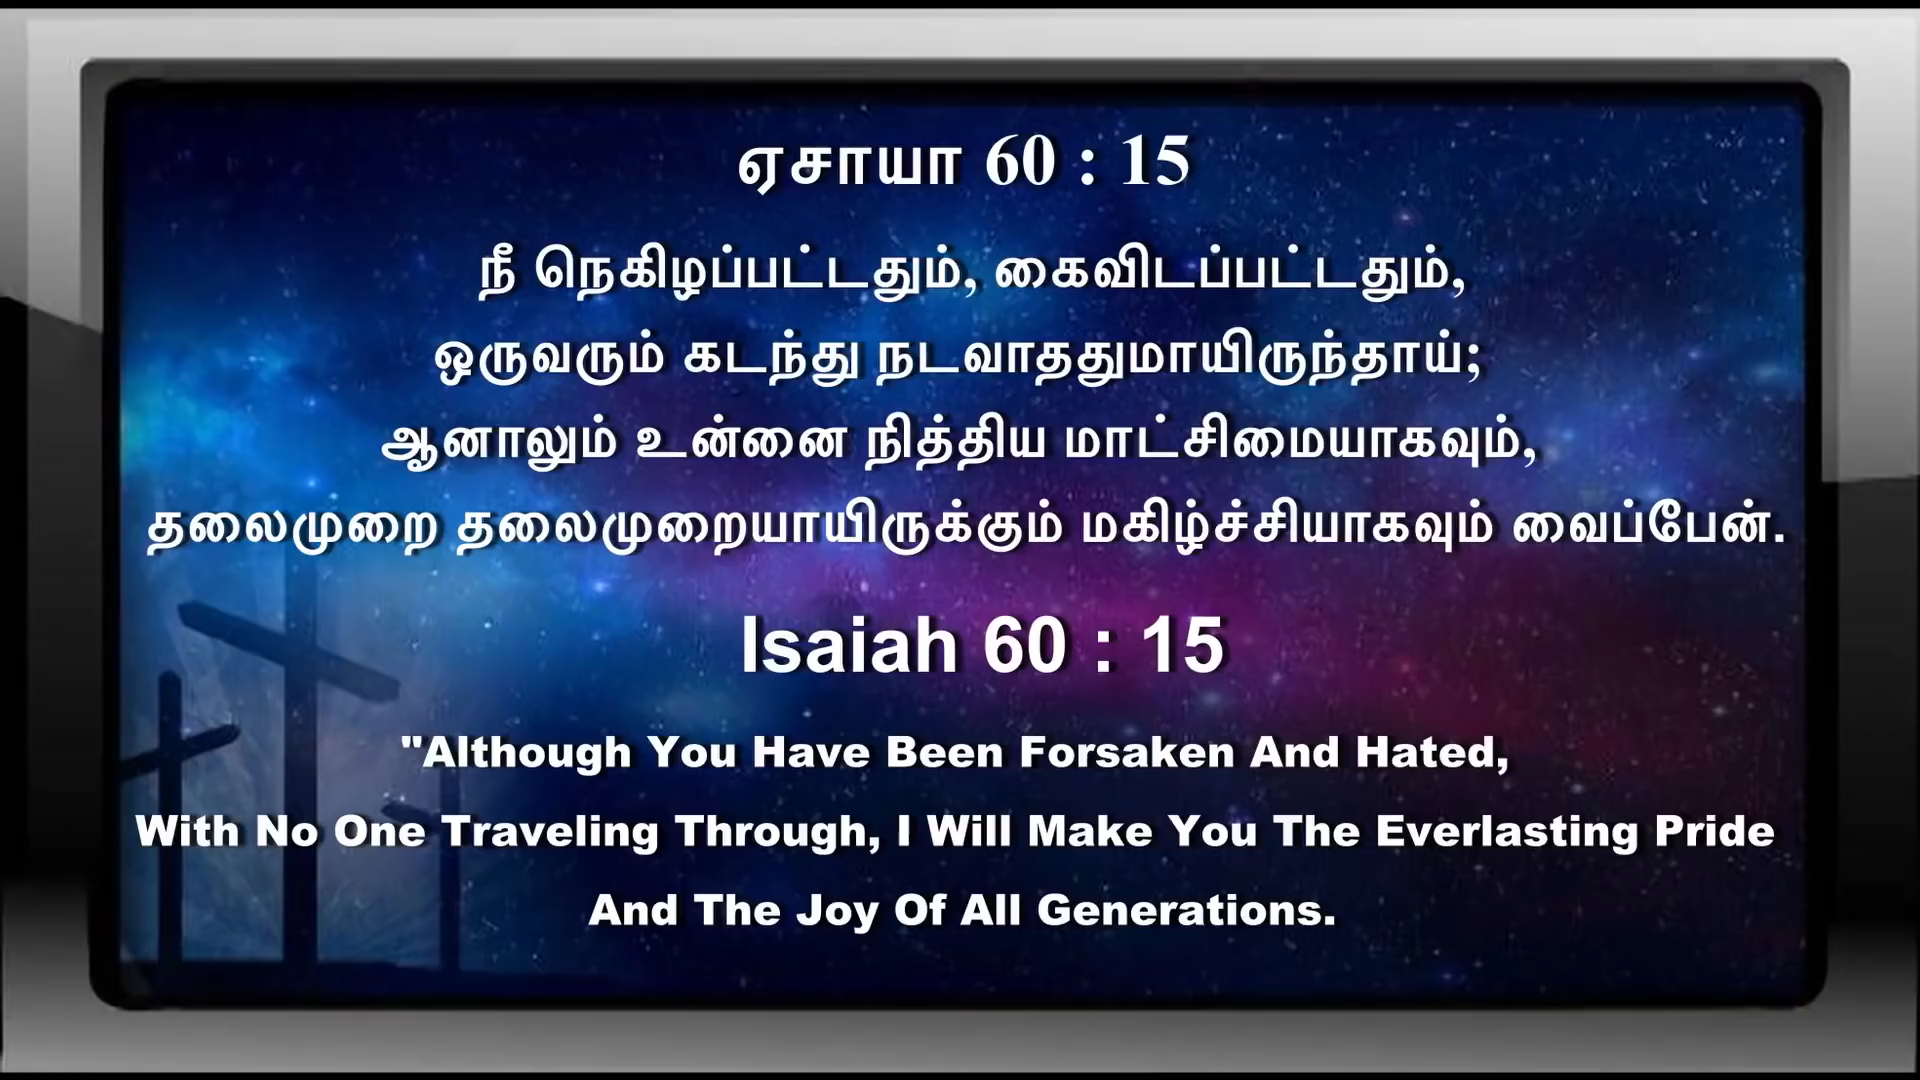 ஏசாயா 60 : 15
நீ நெகிழப்பட்டதும், கைவிடப்பட்டதும்,
ஒருவரும் கடந்து நடவாததுமாயிருந்தாய்;
ஆனாலும் உன்னை நித்திய மாட்சிமையாகவும்,
தலைமுறை தலைமுறையாயிருக்கும் மகிழ்ச்சியாகவும் வைப்பேன்.
Isaiah 60 : 15
"Although You Have Been Forsaken And Hated,
With No One Traveling Through, I Will Make You The Everlasting Pride
And The Joy Of All Generations.